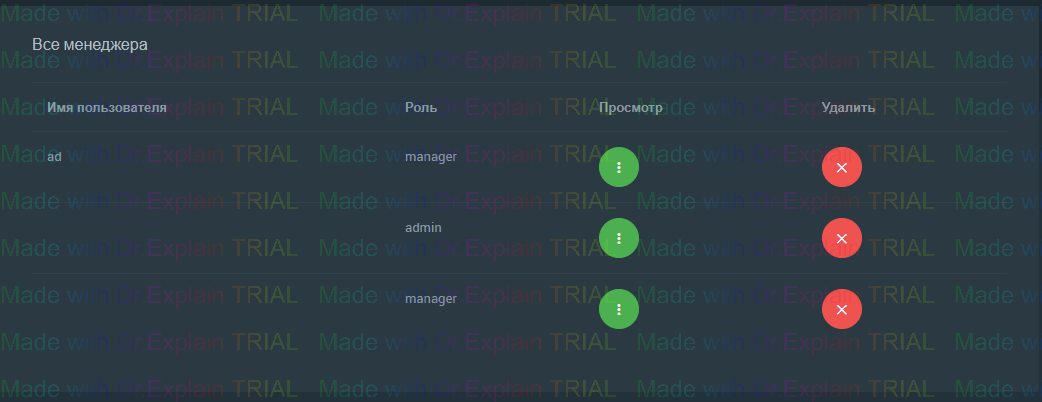 Все менеджера
Имя пользователя Роль Просмотр Удалить
ad manager
admin
manager
Made with Dr.Explain TRIAL